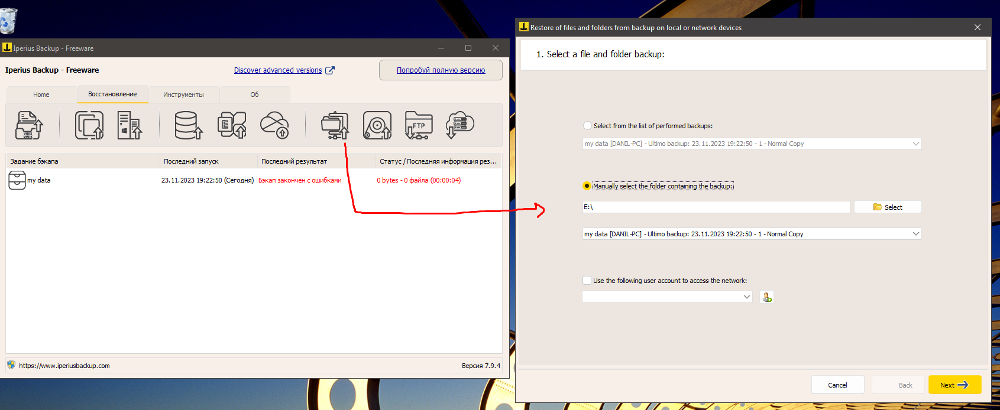 Iperius Backup - Freeware
Iperius Backup - Freeware
Discover advanced versions
Попробуй полную версию
Home
Восстановление
Инструменты
Об
VHDX
VMDK
E
FTP
Задание бэкапа
Последний запуск
Последний результат
Статус / Последняя информация рез...
my data
23.11.2023 19:22:50 (Сегодня)
Бэкап закончен с ошибками
0 bytes - 0 файла (00:00:04)
https://www.iperiusbackup.com
Версия 7.9.4
Restore of files and folders from backup on local or network devices
1. Select a file and folder backup:
Select from the list of performed backups:
my data [DANIL-PC] - Ultimo backup: 23.11.2023 19:22:50 - 1 - Normal Copy
Manually select the folder containing the backup:
E:\
Select
my data [DANIL-PC] - Ultimo backup: 23.11.2023 19:22:50 - 1 - Normal Copy
Use the following user account to access the network:
Cancel
Back
Next